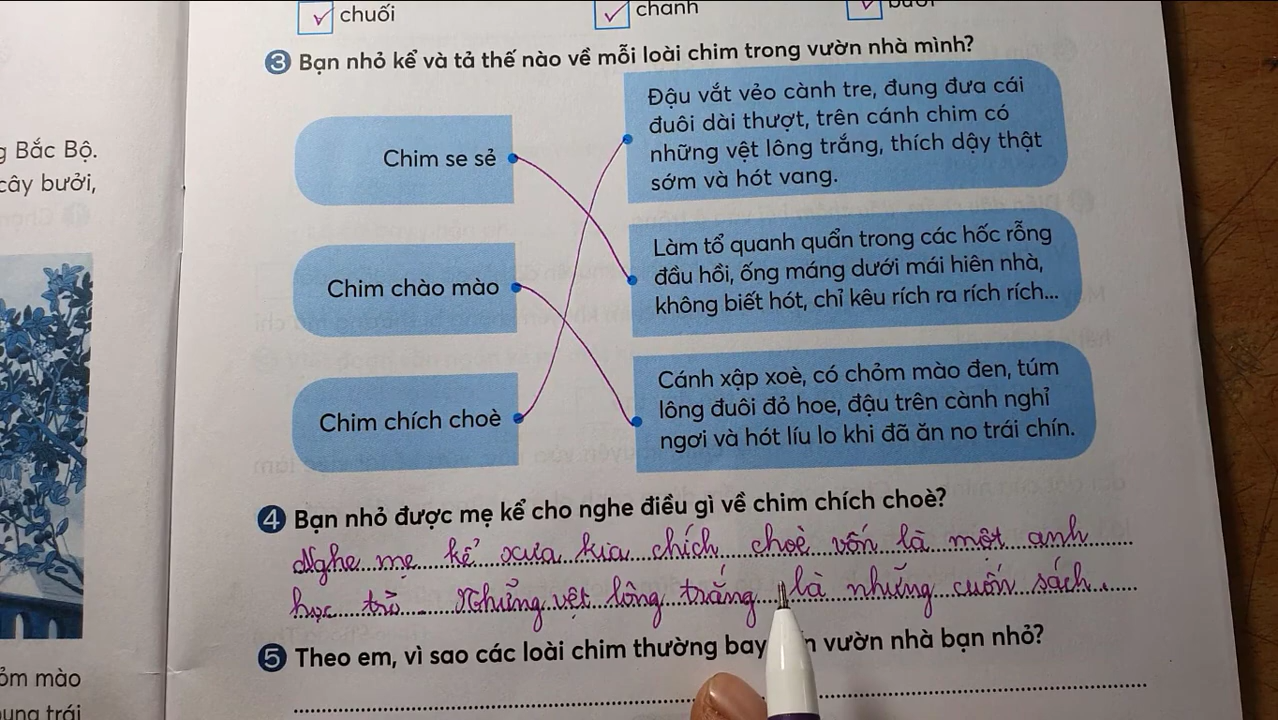 chuối
chanh
g Bắc Bộ.
cây bưởi,
3 Bạn nhỏ kể và tả thế nào về mỗi loài chim trong vườn nhà mình?
Chim se sẻ
Đậu vắt vẻo cành tre, đung đưa cái
đuôi dài thượt, trên cánh chim có
những vệt lông trắng, thích dậy thật
sớm và hót vang.
Chim chào mào
Làm tổ quanh quẩn trong các hốc rỗng
đầu hồi, ống máng dưới mái hiên nhà,
không biết hót, chỉ kêu rích ra rích rích...
Chim chích choè
Cánh xập xoè, có chỏm mào đen, túm
lông đuôi đỏ hoe, đậu trên cành nghỉ
ngơi và hót líu lo khi đã ăn no trái chín.
4 Bạn nhỏ được mẹ kể cho nghe điều gì về chim chích choè?
Nghe mẹ kể xưa kia chích choè vốn là một anh
học trò. Những vệt lông trắng là những cuốn sách.
5 Theo em, vì sao các loài chim thường bay vườn nhà bạn nhỏ?
ỏm mào
ung trái